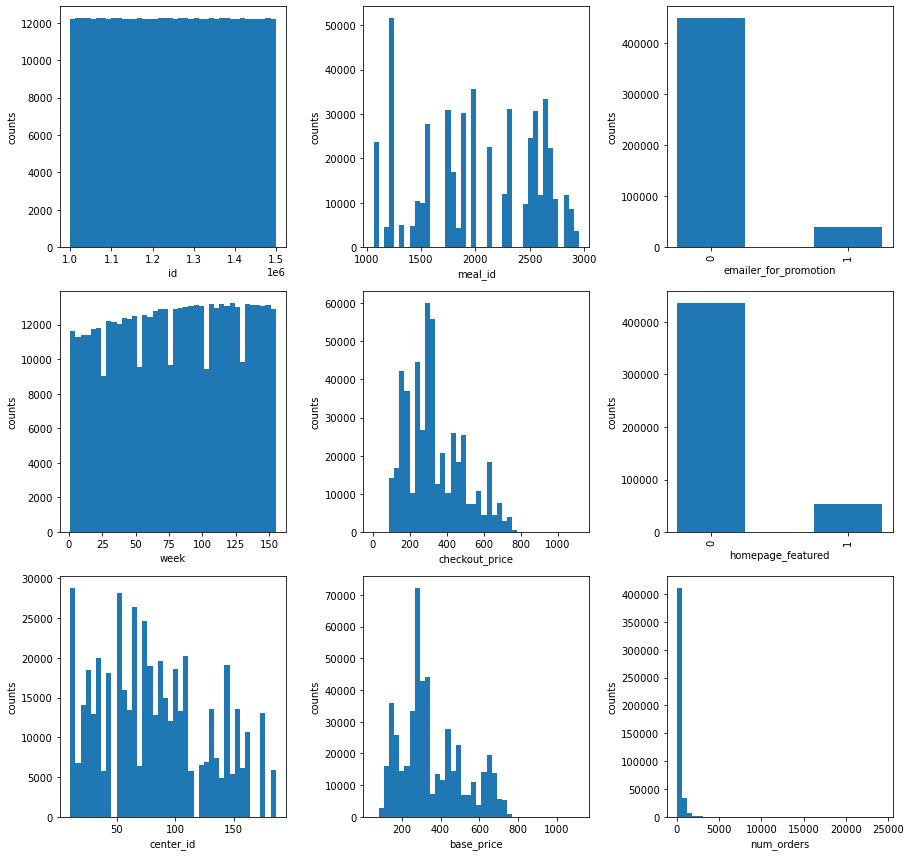 12000
10000
8000
6000
4000
2000
0
counts
1.0 1.1 1.2 1.3 1.4 1.5
1e6
id
50000
40000
30000
20000
10000
0
counts
1000 1500 2000 2500 3000
meal_id
400000
300000
200000
100000
0
counts
0 1
emailer_for_promotion
12000
10000
8000
6000
4000
2000
0
counts
0 25 50 75 100 125 150
week
60000
50000
40000
30000
20000
10000
0
counts
0 200 400 600 800 1000
checkout_price
400000
300000
200000
100000
0
counts
0 1
homepage_featured
30000
25000
20000
15000
10000
5000
0
counts
50 100 150
center_id
70000
60000
50000
40000
30000
20000
10000
0
counts
200 400 600 800 1000
base_price
400000
350000
300000
250000
200000
150000
100000
50000
0
counts
0 5000 10000 15000 20000 25000
num_orders